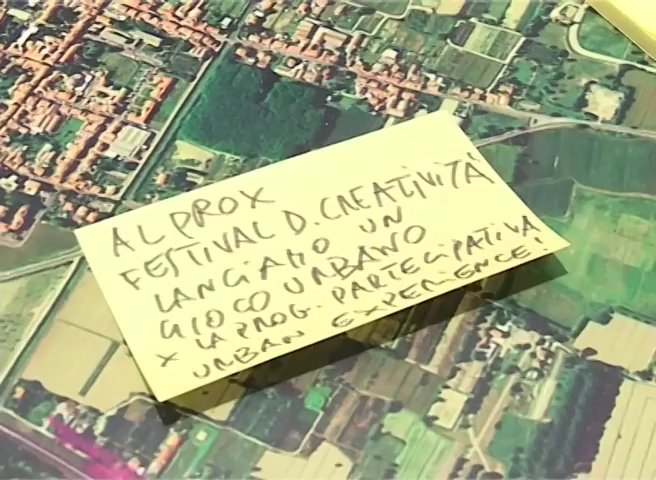 AL PROX
FESTIVAL D. CREATIVITÀ
LANCIAMO UN
GIOCO URBANO
X LA PROG. PARTECIPATIVA
URBAN EXPERIENCE!